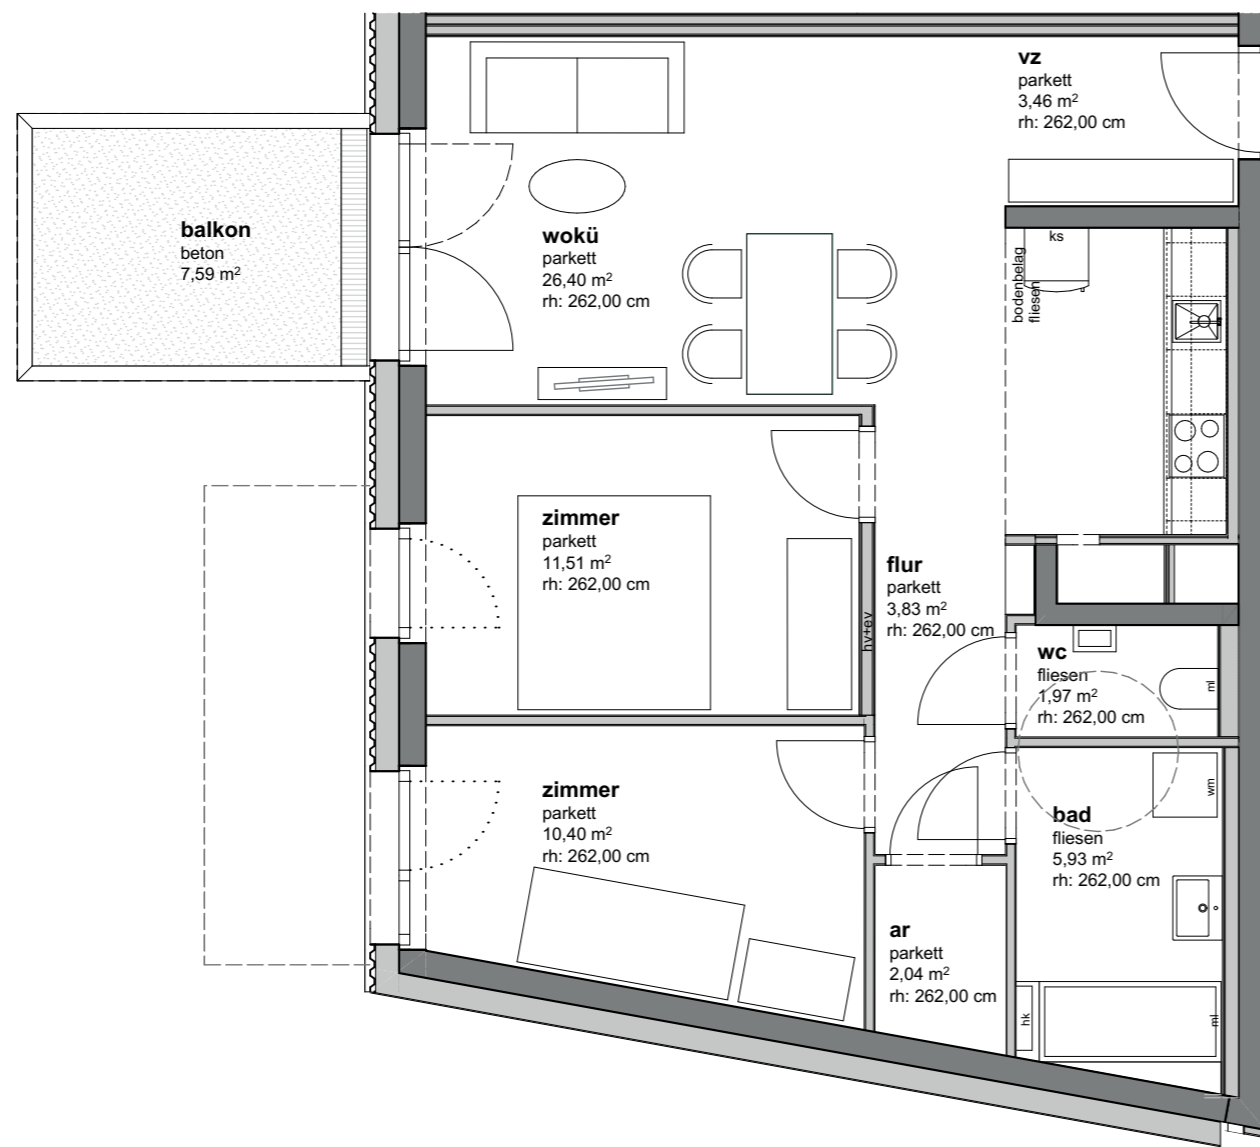 vz
parkett
3,46 m²
rh: 262,00 cm
balkon
beton
7,59 m²
wokü
parkett
26,40 m²
rh: 262,00 cm
ks
bodenbelag
fliesen
zimmer
parkett
11,51 m²
rh: 262,00 cm
flur
parkett
3,83 m²
rh: 262,00 cm
hv+ev
wc
fliesen
1,97 m²
rh: 262,00 cm
ml
zimmer
parkett
10,40 m²
rh: 262,00 cm
wm
bad
fliesen
5,93 m²
rh: 262,00 cm
ar
parkett
2,04 m²
rh: 262,00 cm
hk
ml